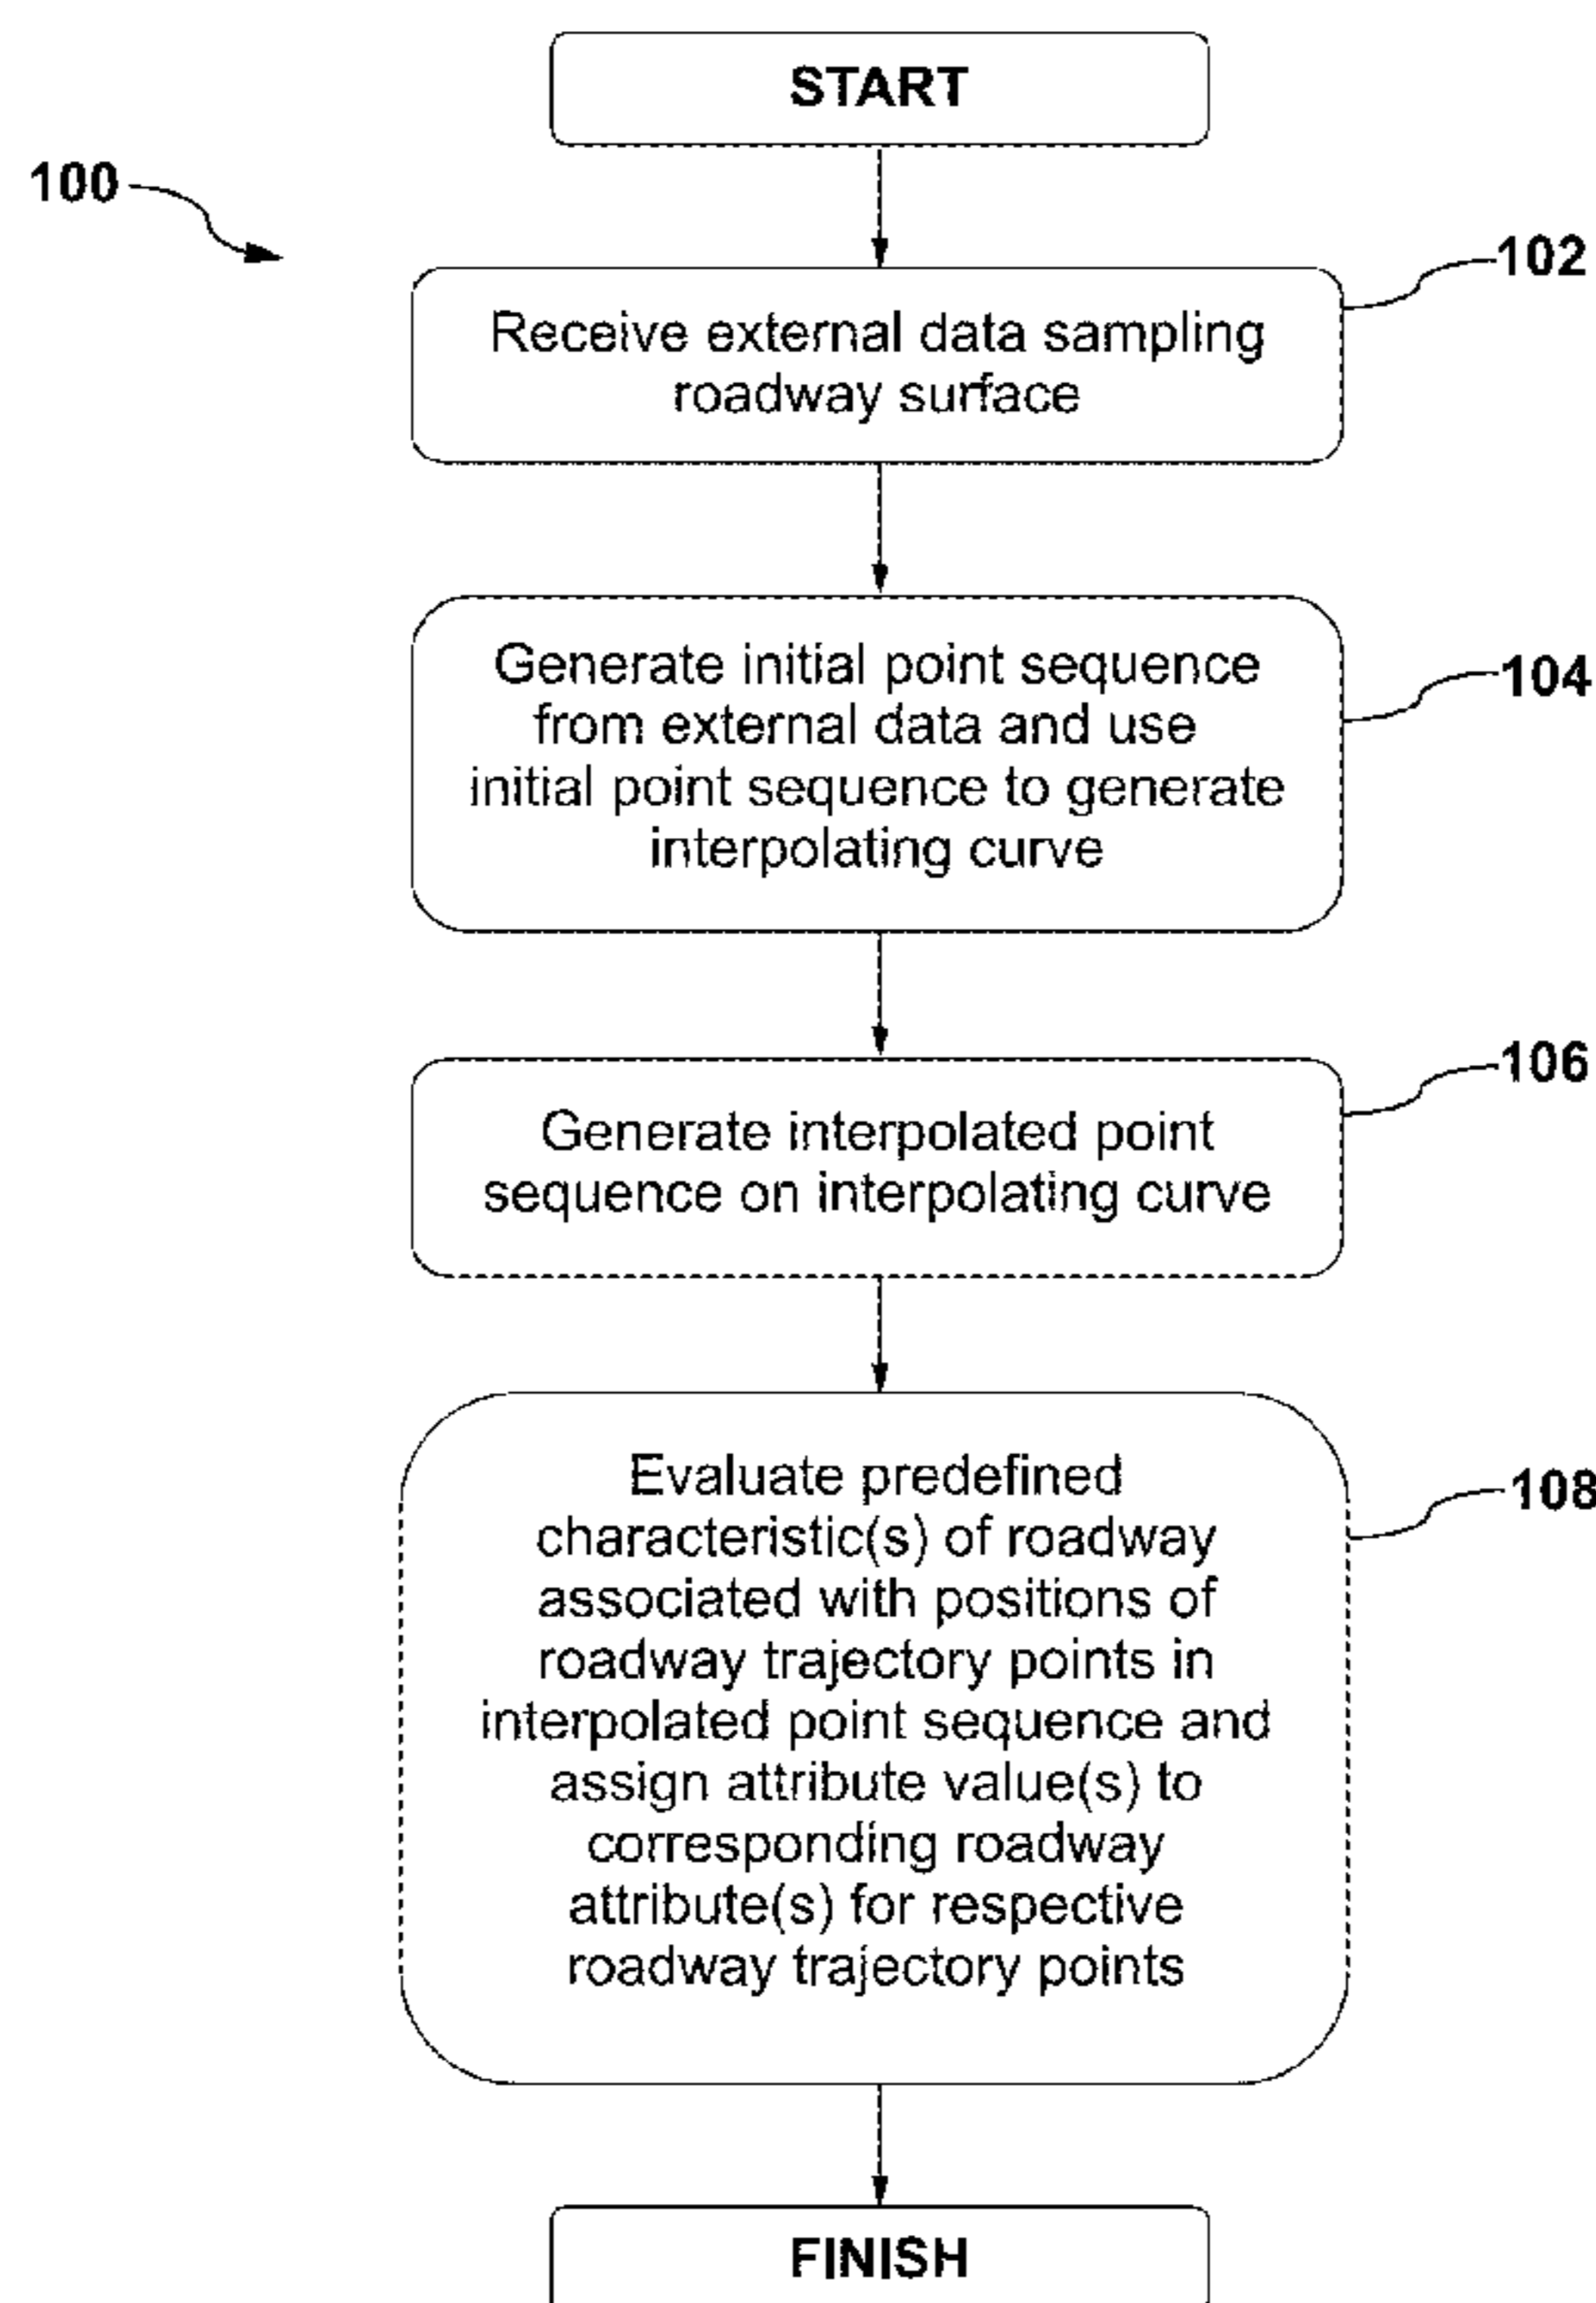 START
100
102
Receive external data sampling
roadway surface
104
Generate initial point sequence
from external data and use
initial point sequence to generate
interpolating curve
106
Generate interpolated point
sequence on interpolating curve
108
Evaluate predefined
characteristic(s) of roadway
associated with positions of
roadway trajectory points in
interpolated point sequence and
assign attribute value(s) to
corresponding roadway
attribute(s) for respective
roadway trajectory points
FINISH